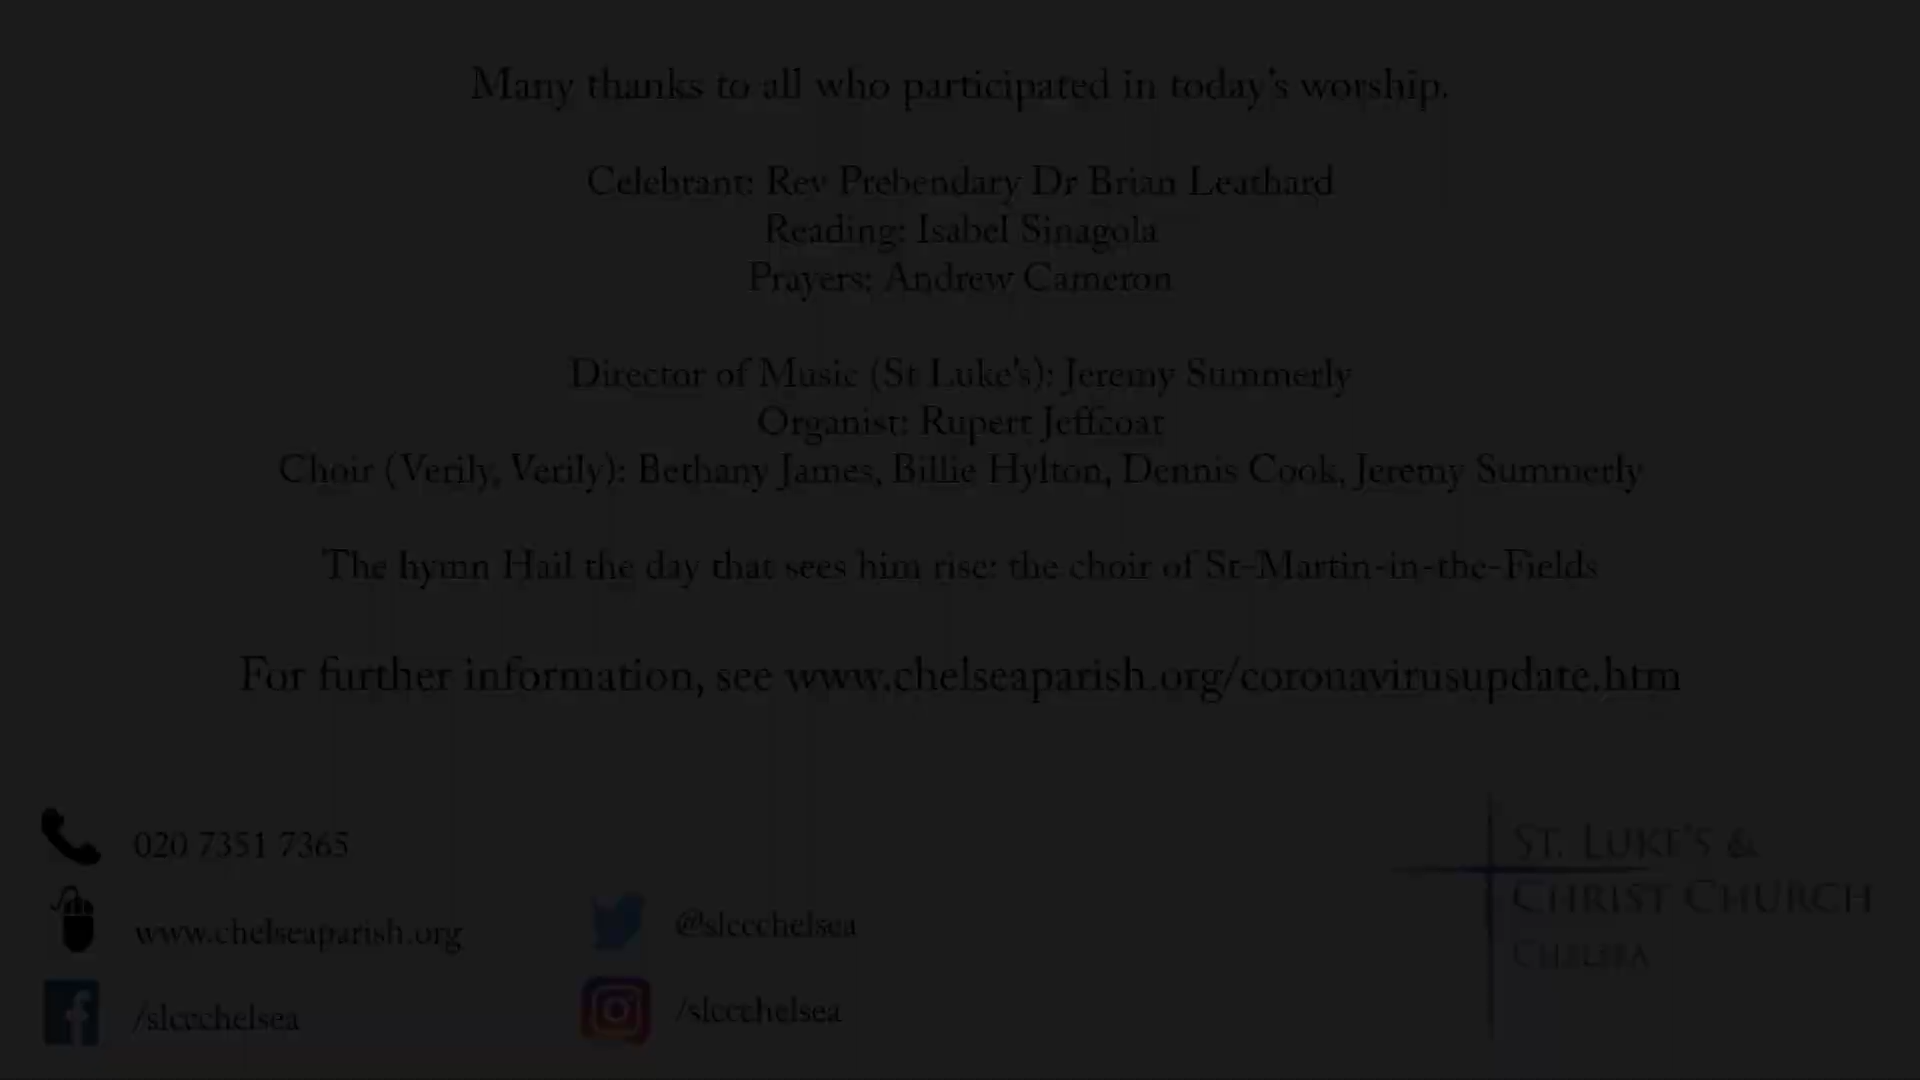 Many thanks to all who participated in today's worship.
Celebrant: Rev Prebendary Dr Brian Leathard
Reading: Isabel Sinagola
Prayers: Andrew Cameron
Director of Music (St Luke's): Jeremy Summerly
Organist: Rupert Jeffcoat
Choir (Verily, Verily): Bethany James, Billie Hylton, Dennis Cook, Jeremy Summerly
The hymn Hail the day that sees him rise: the choir of St-Martin-in-the-Fields
For further information, see www.chelseaparish.org/coronavirusupdate.htm
020 7351 7365
www.chelseaparish.org
/slccchelsea
@slccchelsea
/slccchelsea
ST. LUKE'S &
CHRIST CHURCH
CHELSEA